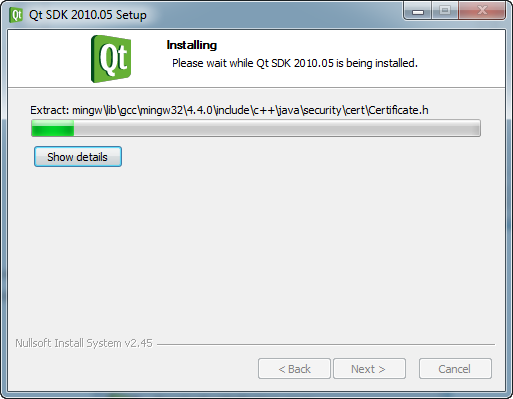 Qt Qt SDK 2010.05 Setup
Qt
Installing
Please wait while Qt SDK 2010.05 is being installed.
Extract: mingw\lib\gcc\mingw32\4.4.0\include\c++\java\security\cert\Certificate.h
Show details
Nullsoft Install System v2.45
< Back Next > Cancel